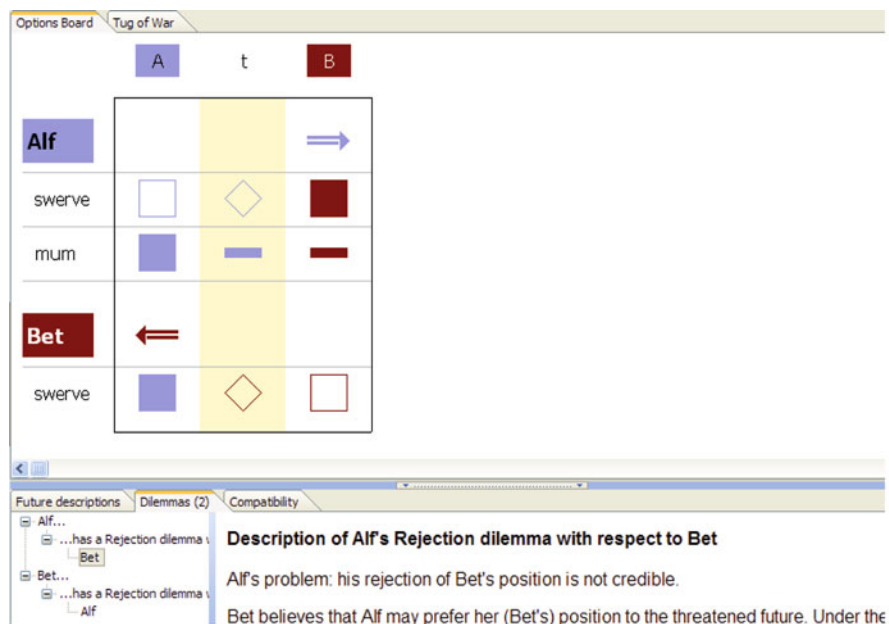 Options Board Tug of War
A t B
Alf
swerve
mum
Bet
swerve
Future descriptions Dilemmas (2) Compatibility
Alf...
...has a Rejection dilemma
Bet
Bet...
...has a Rejection dilemma
Alf
Description of Alf's Rejection dilemma with respect to Bet
Alf's problem: his rejection of Bet's position is not credible.
Bet believes that Alf may prefer her (Bet's) position to the threatened future. Under the